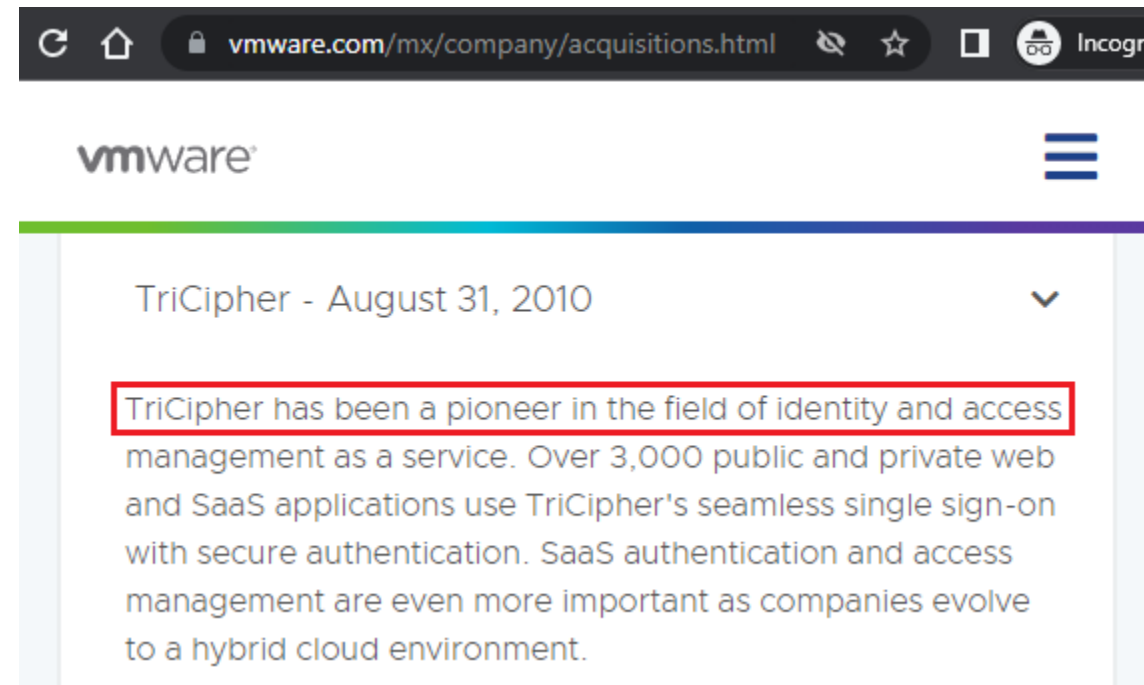 vmware.com/mx/company/acquisitions.html
vmware®
TriCipher - August 31, 2010
TriCipher has been a pioneer in the field of identity and access
management as a service. Over 3,000 public and private web
and SaaS applications use TriCipher's seamless single sign-on
with secure authentication. SaaS authentication and access
management are even more important as companies evolve
to a hybrid cloud environment.